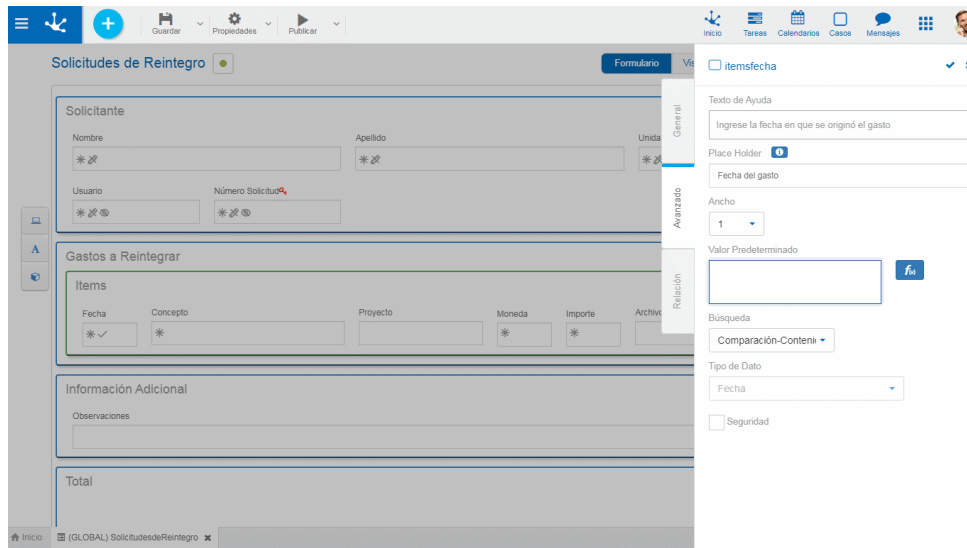 Guardar
Propiedades
Publicar
Inicio
Tareas
Calendarios
Casos
Mensajes
Solicitudes de Reintegro
Formulario
Solicitante
Nombre
Apellido
Usuario
Número Solicitud
Gastos a Reintegrar
Items
Fecha
Concepto
Proyecto
Moneda
Importe
Información Adicional
Observaciones
Total
General
Avanzado
Relación
itemsfecha
Texto de Ayuda
Ingrese la fecha en que se originó el gasto
Place Holder
Fecha del gasto
Ancho
1
Valor Predeterminado
f(x)
Búsqueda
Comparación-Conteni
Tipo de Dato
Fecha
Seguridad
Inicio
(GLOBAL) SolicitudesdeReintegro